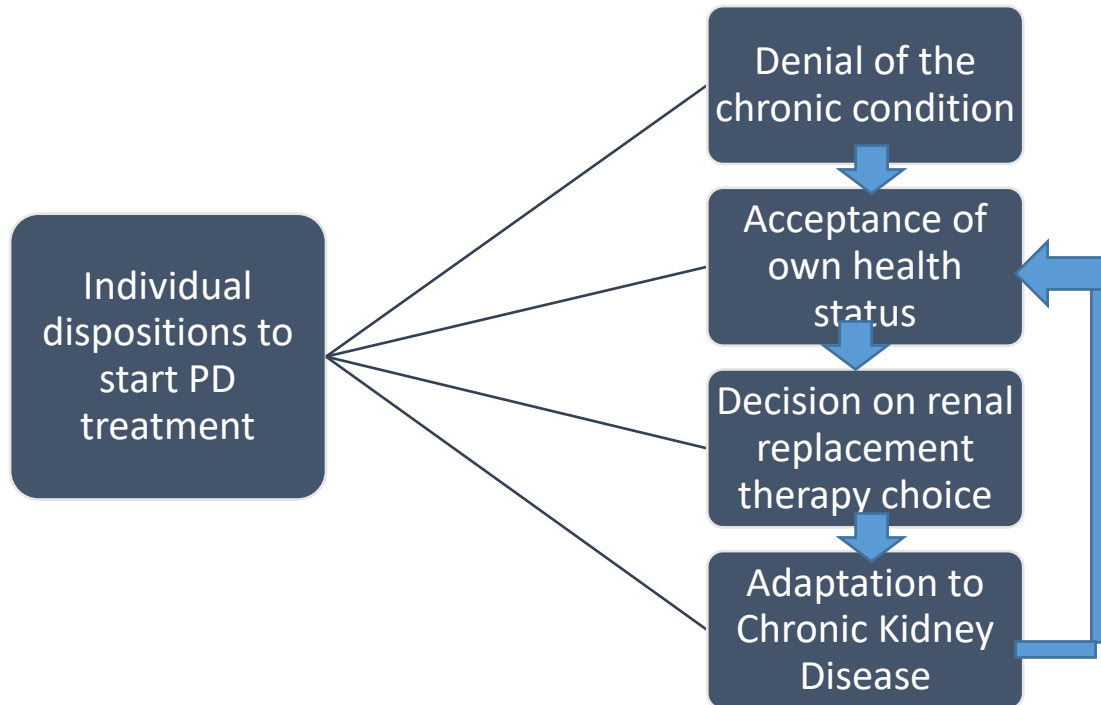 Individual
dispositions to
start PD
treatment
Denial of the
chronic condition
Acceptance of
own health
status
Decision on renal
replacement
therapy choice
Adaptation to
Chronic Kidney
Disease